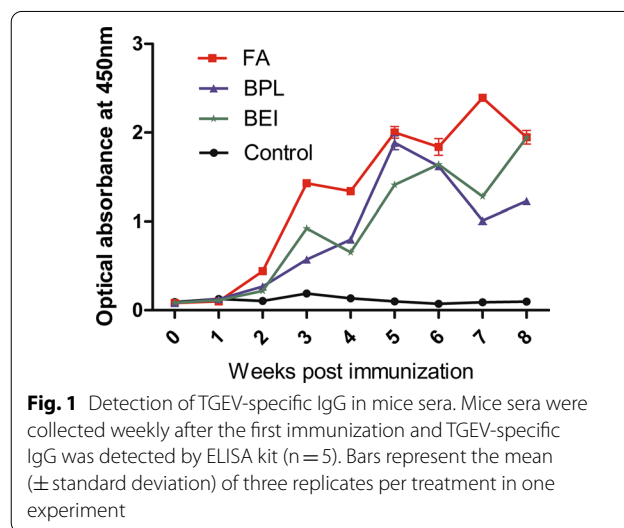 3
FA
BPL
BEI
Control
2
1
0
Optical absorbance at 450nm
0 1 2 3 4 5 6 7 8
Weeks post immunization
Fig. 1 Detection of TGEV-specific IgG in mice sera. Mice sera were
collected weekly after the first immunization and TGEV-specific
IgG was detected by ELISA kit (n = 5). Bars represent the mean
(± standard deviation) of three replicates per treatment in one
experiment